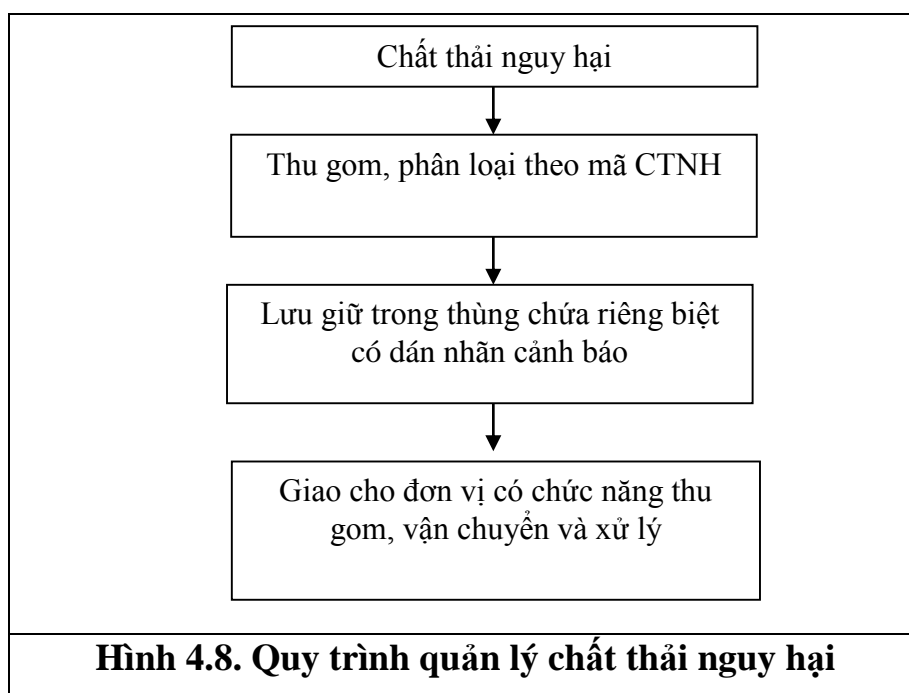 Chất thải nguy hại
Thu gom, phân loại theo mã CTNH
Lưu giữ trong thùng chứa riêng biệt
có dán nhãn cảnh báo
Giao cho đơn vị có chức năng thu
gom, vận chuyển và xử lý
Hình 4.8. Quy trình quản lý chất thải nguy hại